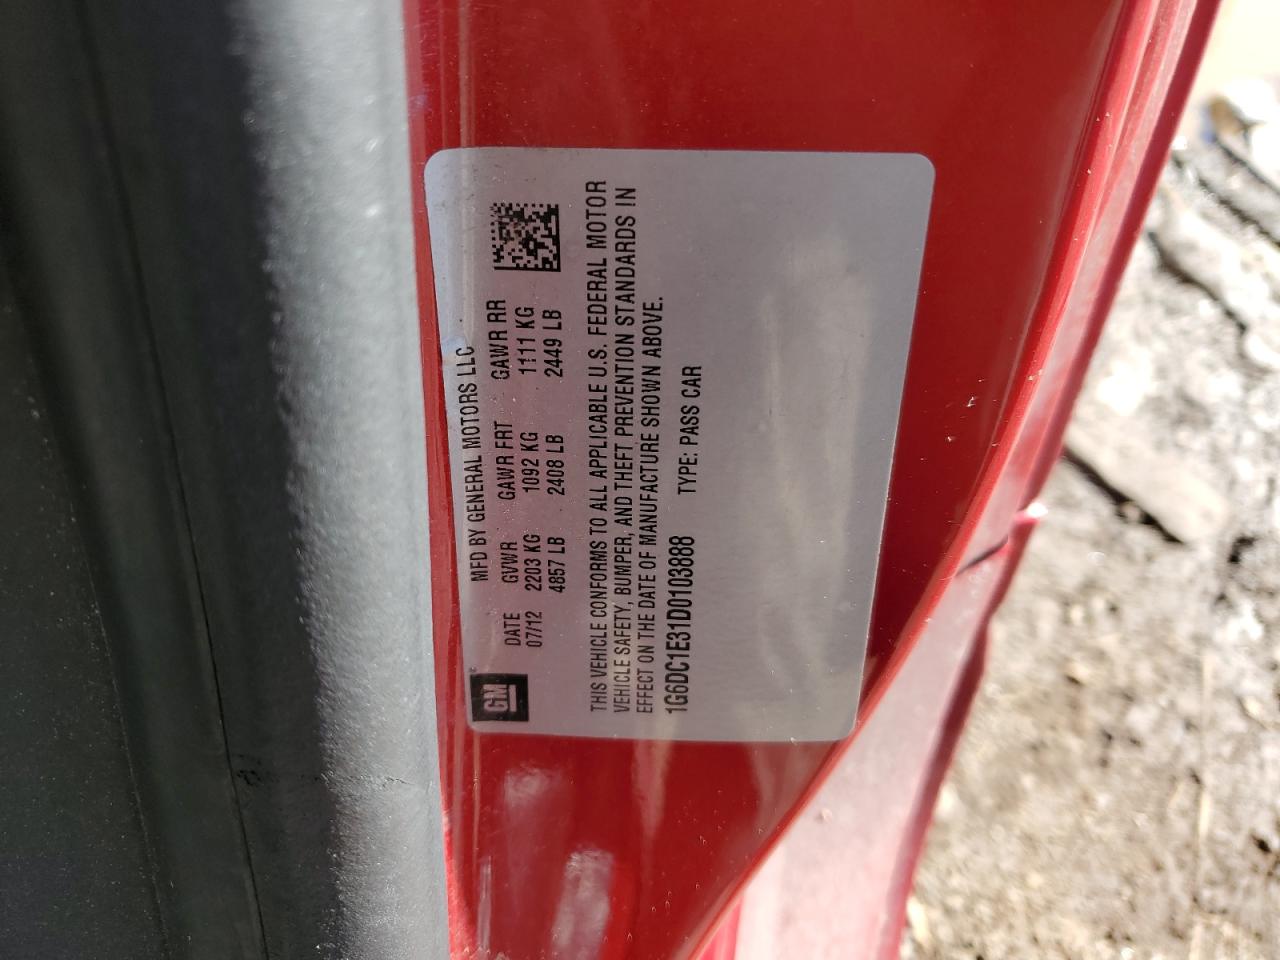 MFD BY GENERAL MOTORS LLC
GM
DATE GVWR GAWR FRT GAWR RR
07/12 2203 KG 1092 KG 1111 KG
4857 LB 2408 LB 2449 LB
THIS VEHICLE CONFORMS TO ALL APPLICABLE U.S. FEDERAL MOTOR
VEHICLE SAFETY, BUMPER, AND THEFT PREVENTION STANDARDS IN
EFFECT ON THE DATE OF MANUFACTURE SHOWN ABOVE.
1G6DC1E31D0103888 TYPE: PASS CAR